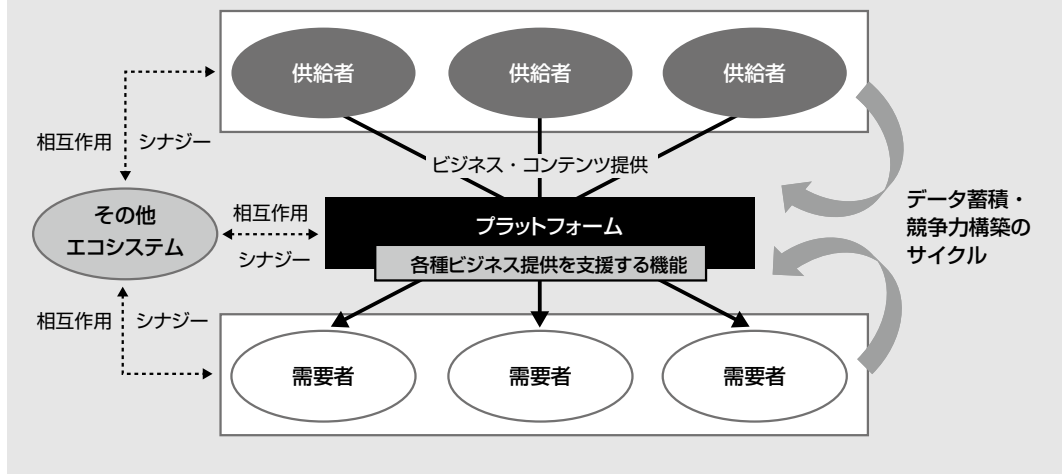 供給者
供給者
供給者
相互作用
シナジー
ビジネス・コンテンツ提供
その他
エコシステム
相互作用
シナジー
プラットフォーム
各種ビジネス提供を支援する機能
データ蓄積・
競争力構築の
サイクル
相互作用
シナジー
需要者
需要者
需要者